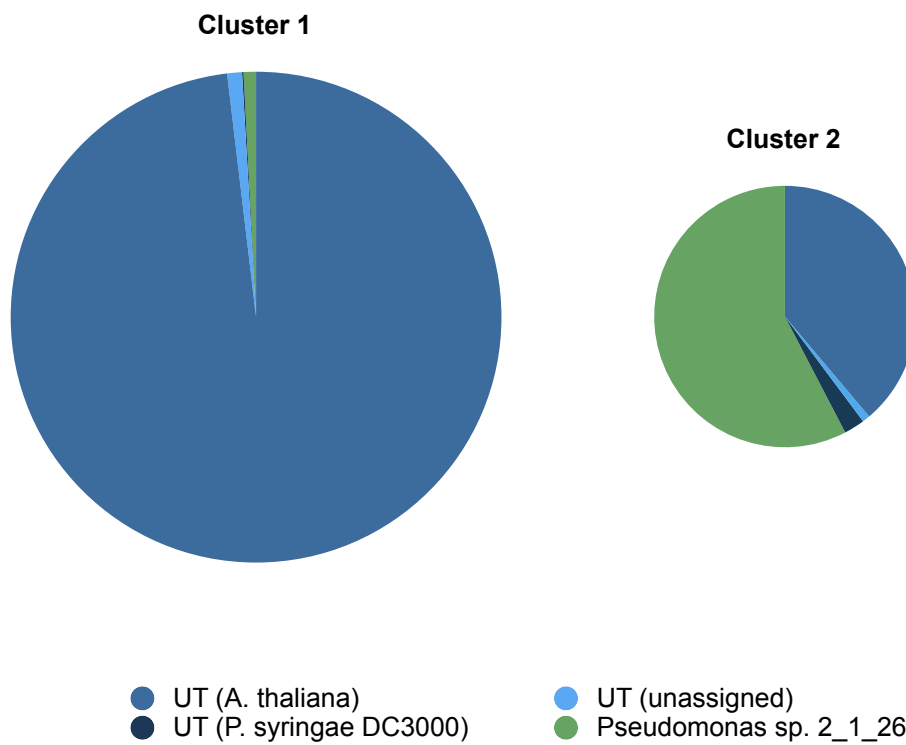 Cluster 1
Cluster 2
UT (A. thaliana)
UT (unassigned)
UT (P. syringae DC3000)
Pseudomonas sp. 2_1_26